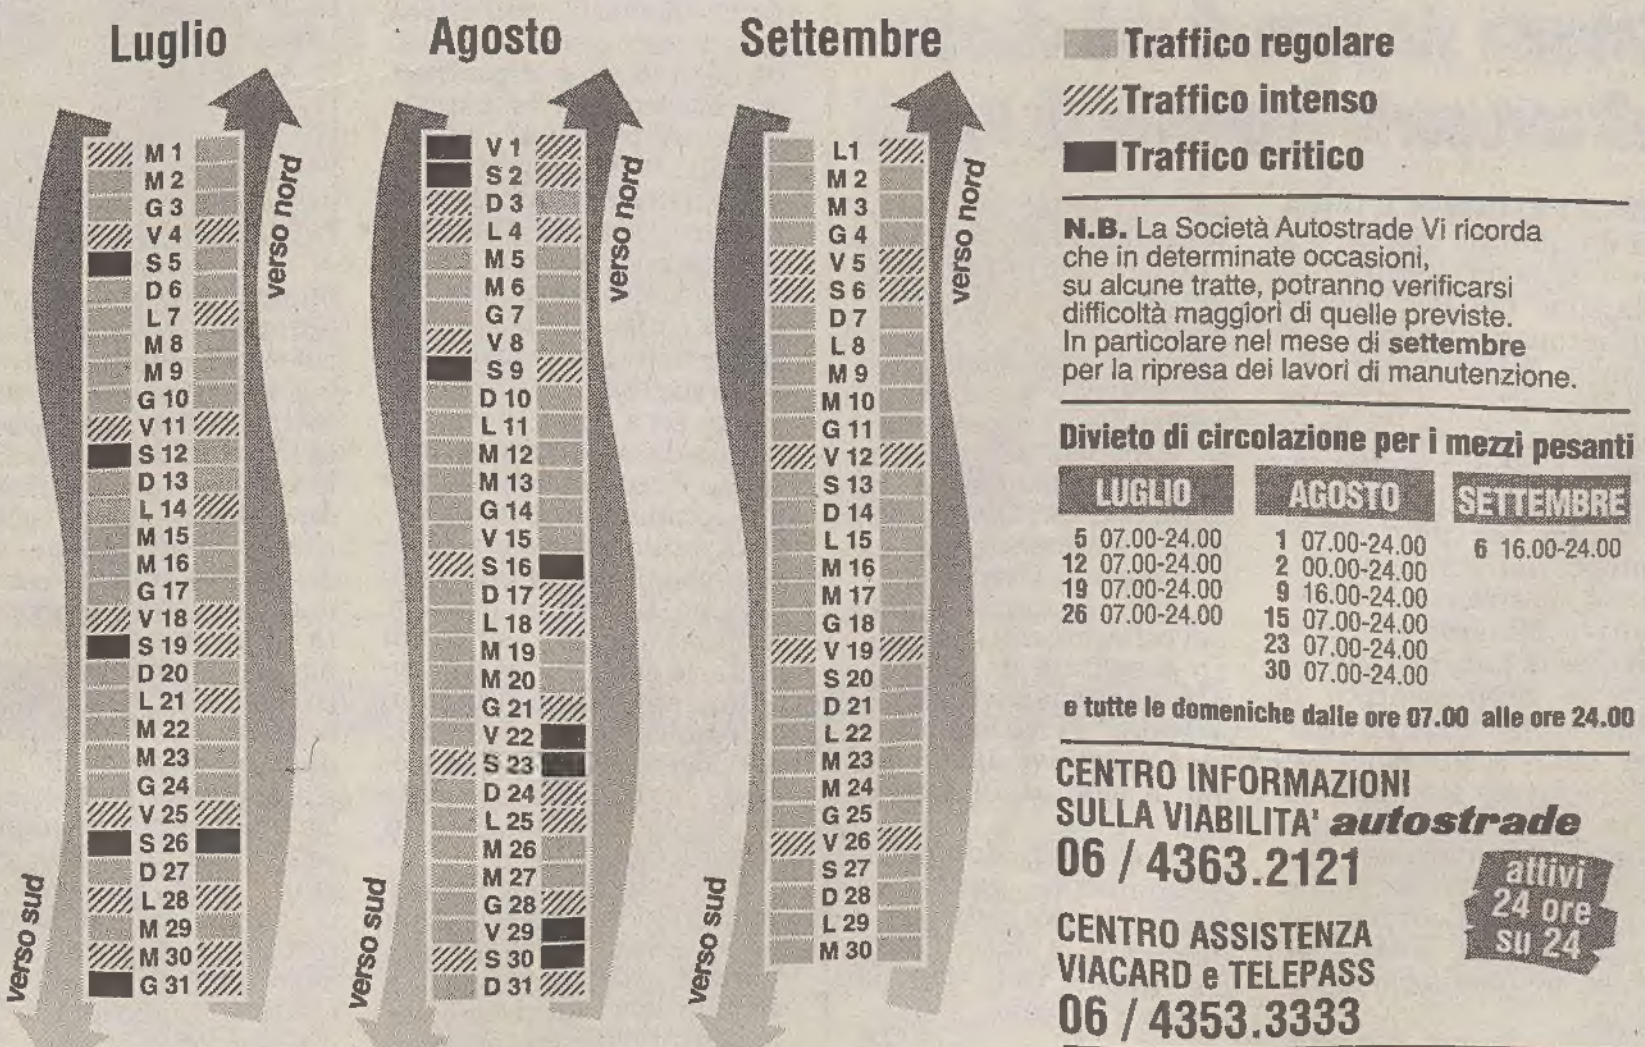 Luglio
M 1
M 2
G 3
V 4
S 5
D 6
L 7
M 8
M 9
G 10
V 11
S 12
D 13
L 14
M 15
M 16
G 17
V 18
S 19
D 20
L 21
M 22
M 23
G 24
V 25
S 26
D 27
L 28
M 29
M 30
G 31
verso nord
verso sud
Agosto
V 1
S 2
D 3
L 4
M 5
M 6
G 7
V 8
S 9
D 10
L 11
M 12
M 13
G 14
V 15
S 16
D 17
L 18
M 19
M 20
G 21
V 22
S 23
D 24
L 25
M 26
M 27
G 28
V 29
S 30
D 31
verso nord
verso sud
Settembre
L 1
M 2
M 3
G 4
V 5
S 6
D 7
L 8
M 9
M 10
G 11
V 12
S 13
D 14
L 15
M 16
M 17
G 18
V 19
S 20
D 21
L 22
M 23
M 24
G 25
V 26
S 27
D 28
L 29
M 30
verso nord
verso sud
Traffico regolare
Traffico intenso
Traffico critico
N.B. La Società Autostrade Vi ricorda
che in determinate occasioni,
su alcune tratte, potranno verificarsi
difficoltà maggiori di quelle previste.
In particolare nel mese di settembre
per la ripresa dei lavori di manutenzione.
Divieto di circolazione per i mezzi pesanti
LUGLIO
5 07.00-24.00
12 07.00-24.00
19 07.00-24.00
26 07.00-24.00
AGOSTO
1 07.00-24.00
2 00.00-24.00
9 16.00-24.00
15 07.00-24.00
23 07.00-24.00
30 07.00-24.00
SETTEMBRE
6 16.00-24.00
e tutte le domeniche dalle ore 07.00 alle ore 24.00
CENTRO INFORMAZIONI
SULLA VIABILITA' autostrade
06 / 4363.2121
attivi
24 ore
su 24
CENTRO ASSISTENZA
VIACARD e TELEPASS
06 / 4353.3333